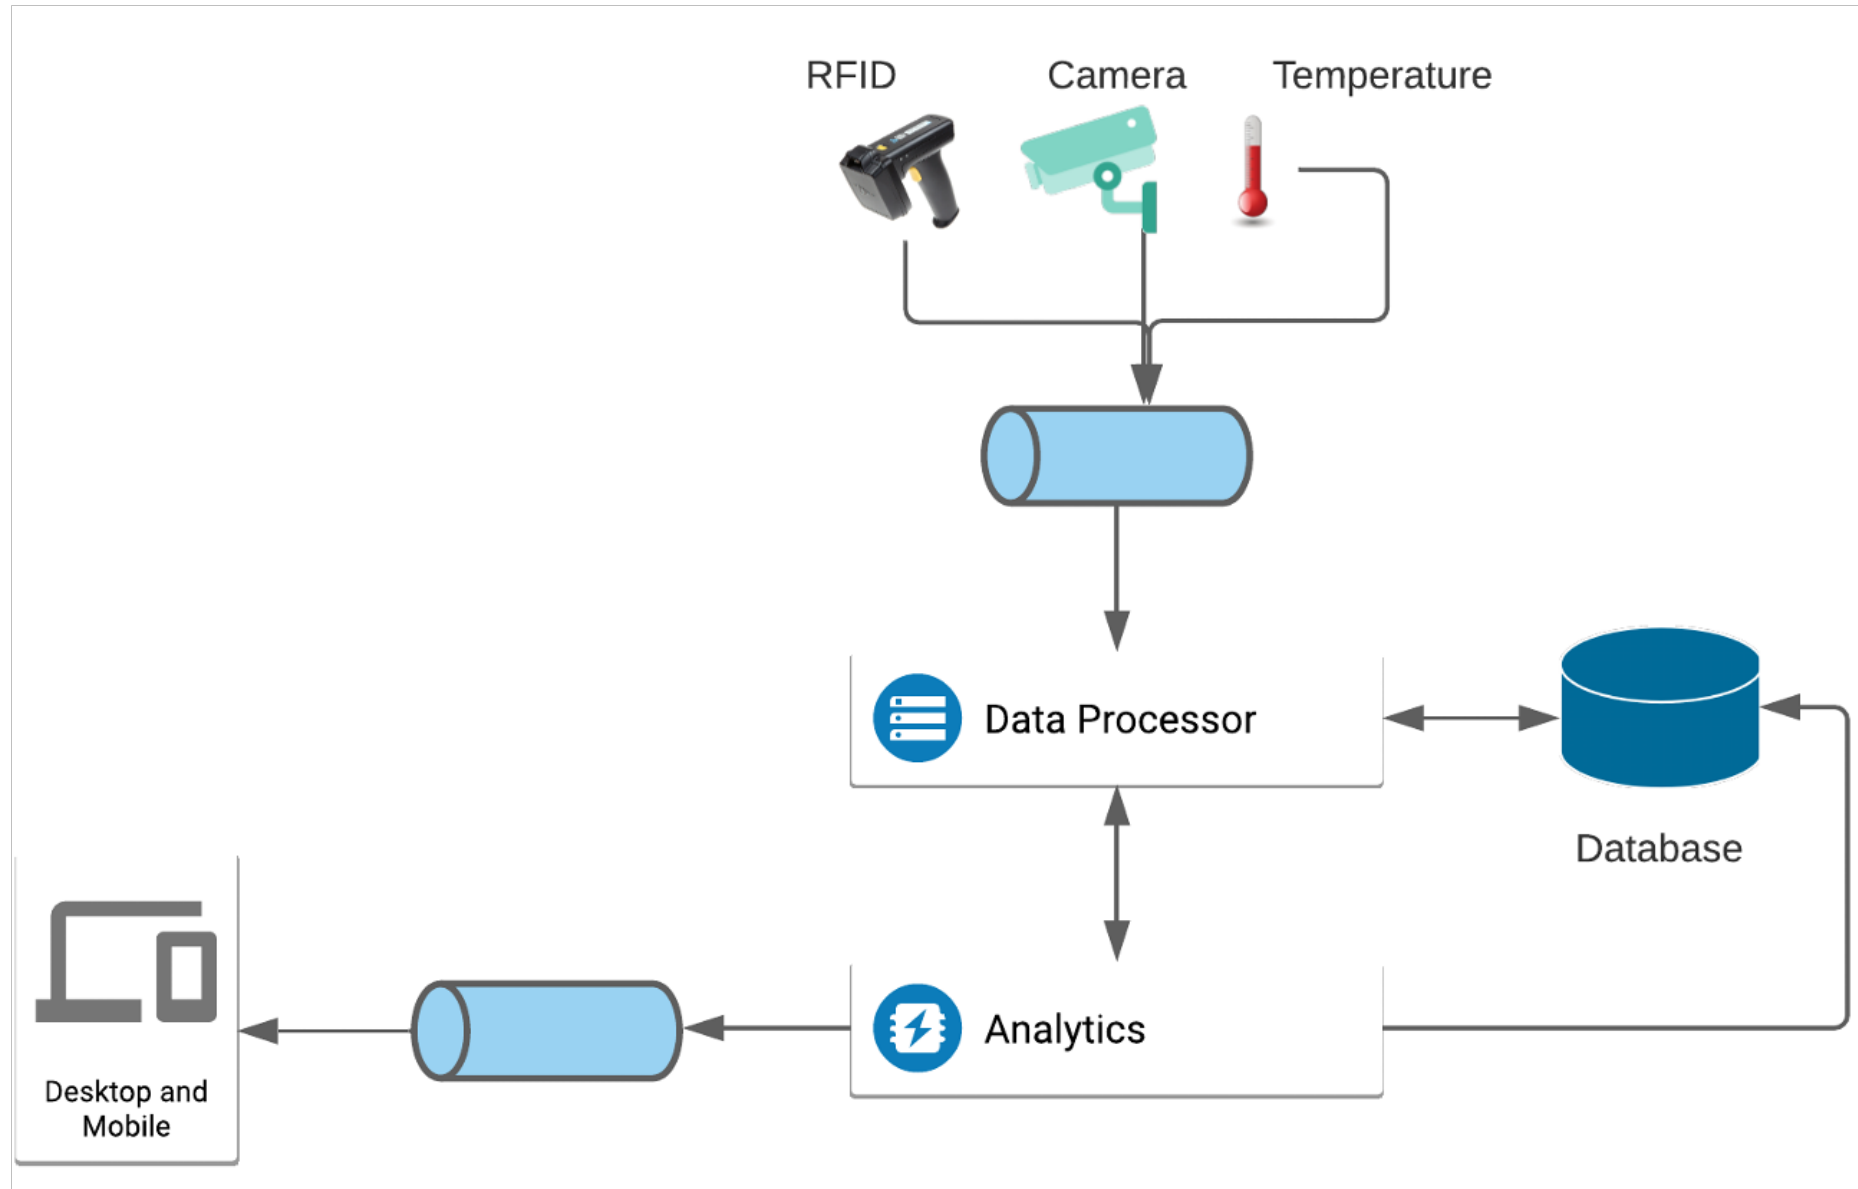 RFID
Camera
Temperature
Data Processor
Database
Analytics
Desktop and
Mobile